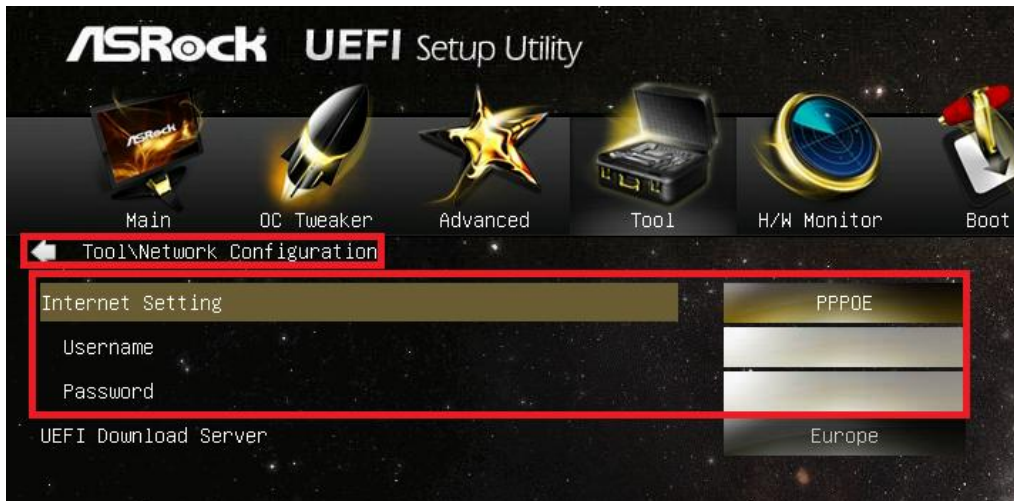 ASRock UEFI Setup Utility
ASRock
Main OC Tweaker Advanced Tool H/W Monitor Boot
Tool\Network Configuration
Internet Setting PPPOE
Username
Password
UEFI Download Server Europe